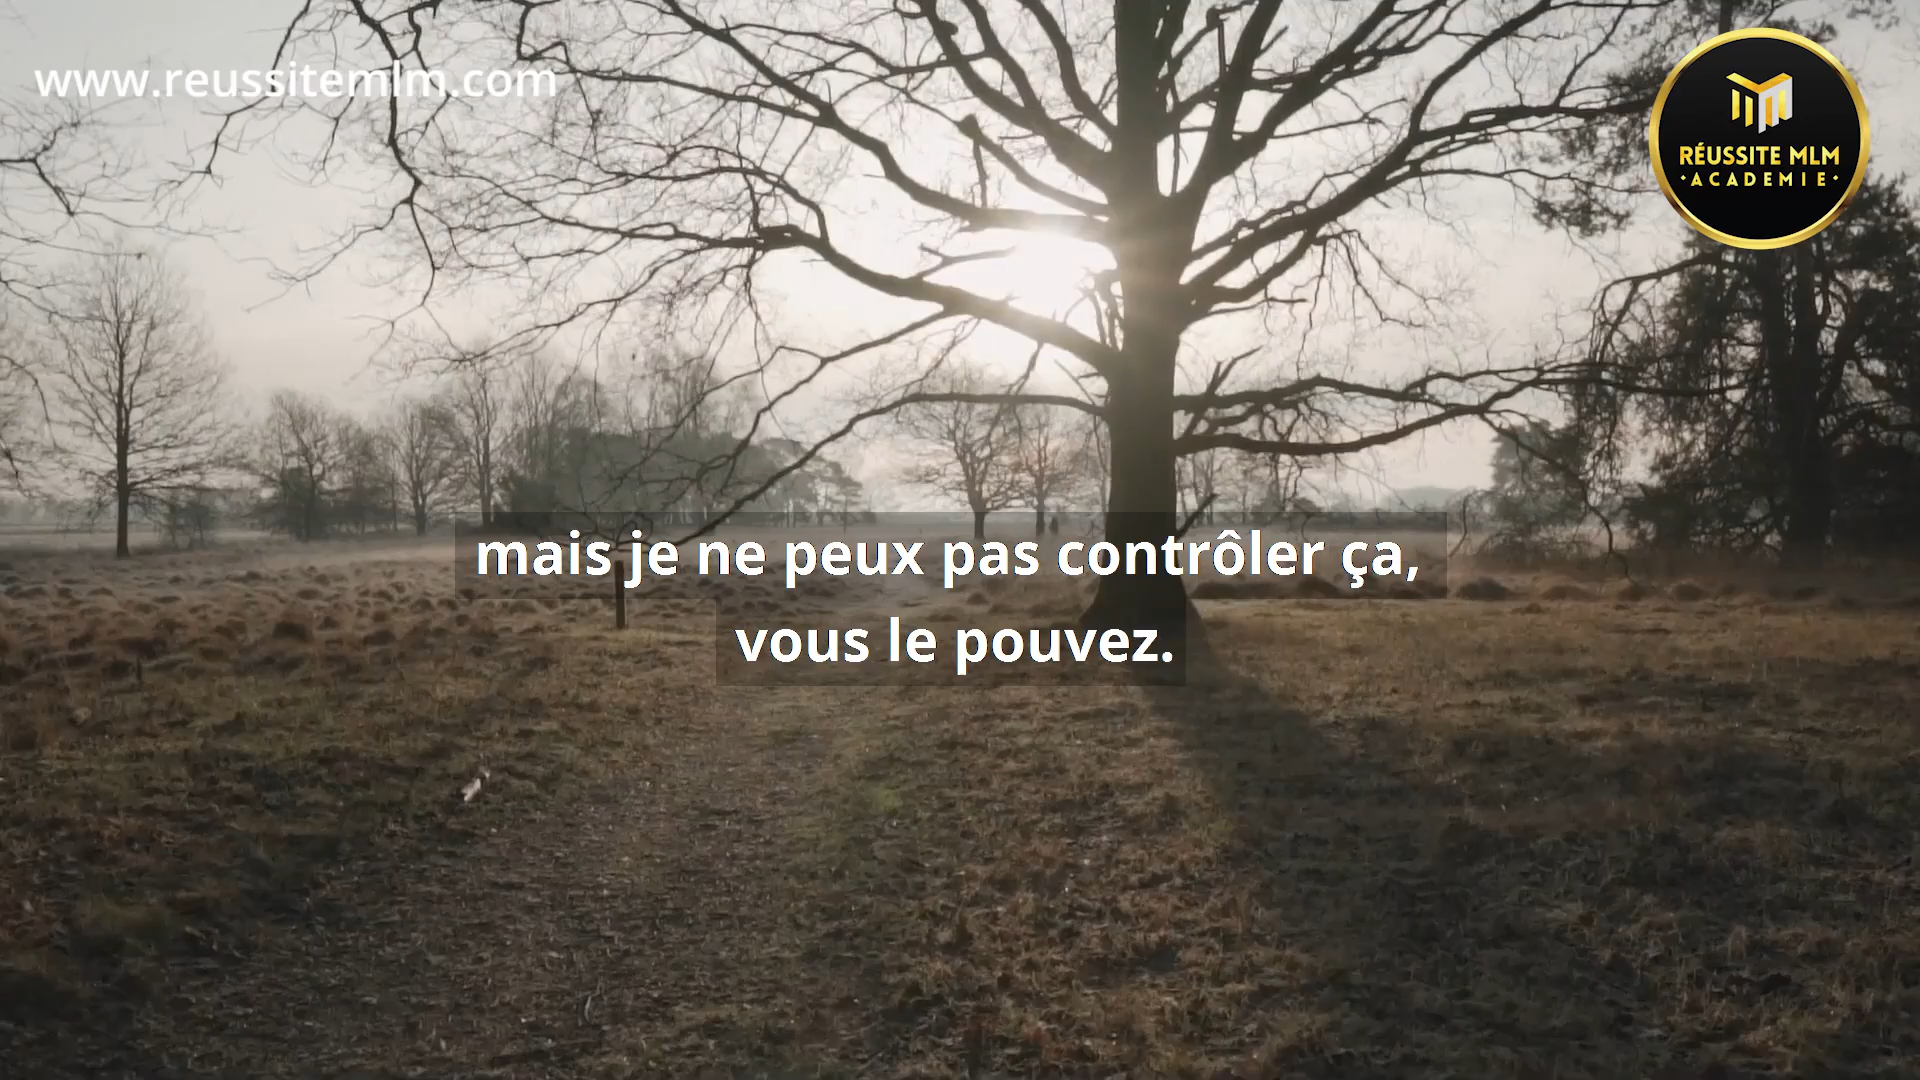 www.reussitemlm.com
RÉUSSITE MLM
•ACADEMIE•
mais je ne peux pas contrôler ça,
vous le pouvez.